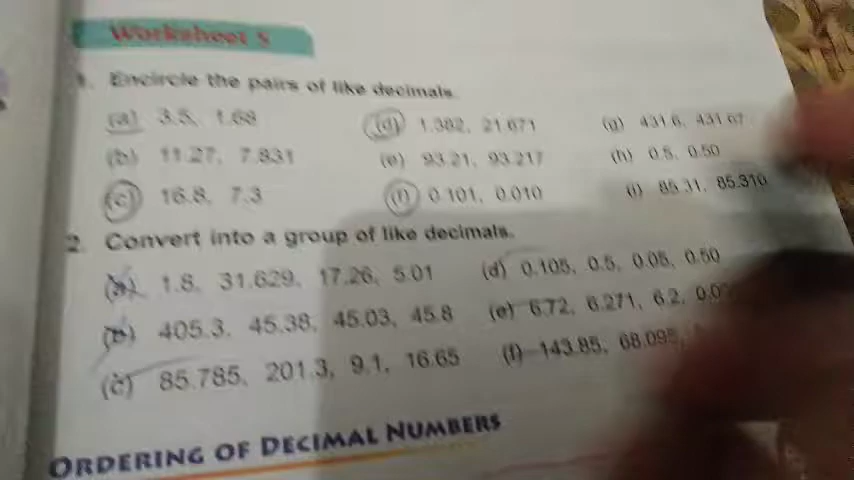 Worksheet 5
1. Encircle the pairs of like decimals.
(a) 3.5, 1.68 (d) 1.382, 21.671 (g) 431.6, 431.67
(b) 11.27, 7.831 (e) 93.21, 93.217 (h) 0.5, 0.50
(c) 16.8, 7.3 (f) 0.101, 0.010 (i) 85.31, 85.310
2. Convert into a group of like decimals.
(a) 1.8, 31.629, 17.26, 5.01 (d) 0.105, 0.5, 0.05, 0.50
(b) 405.3, 45.38, 45.03, 45.8 (e) 6.72, 6.271, 6.2,
(c) 85.785, 201.3, 9.1, 16.65 (f) 143.85, 68.095,
ORDERING OF DECIMAL NUMBERS